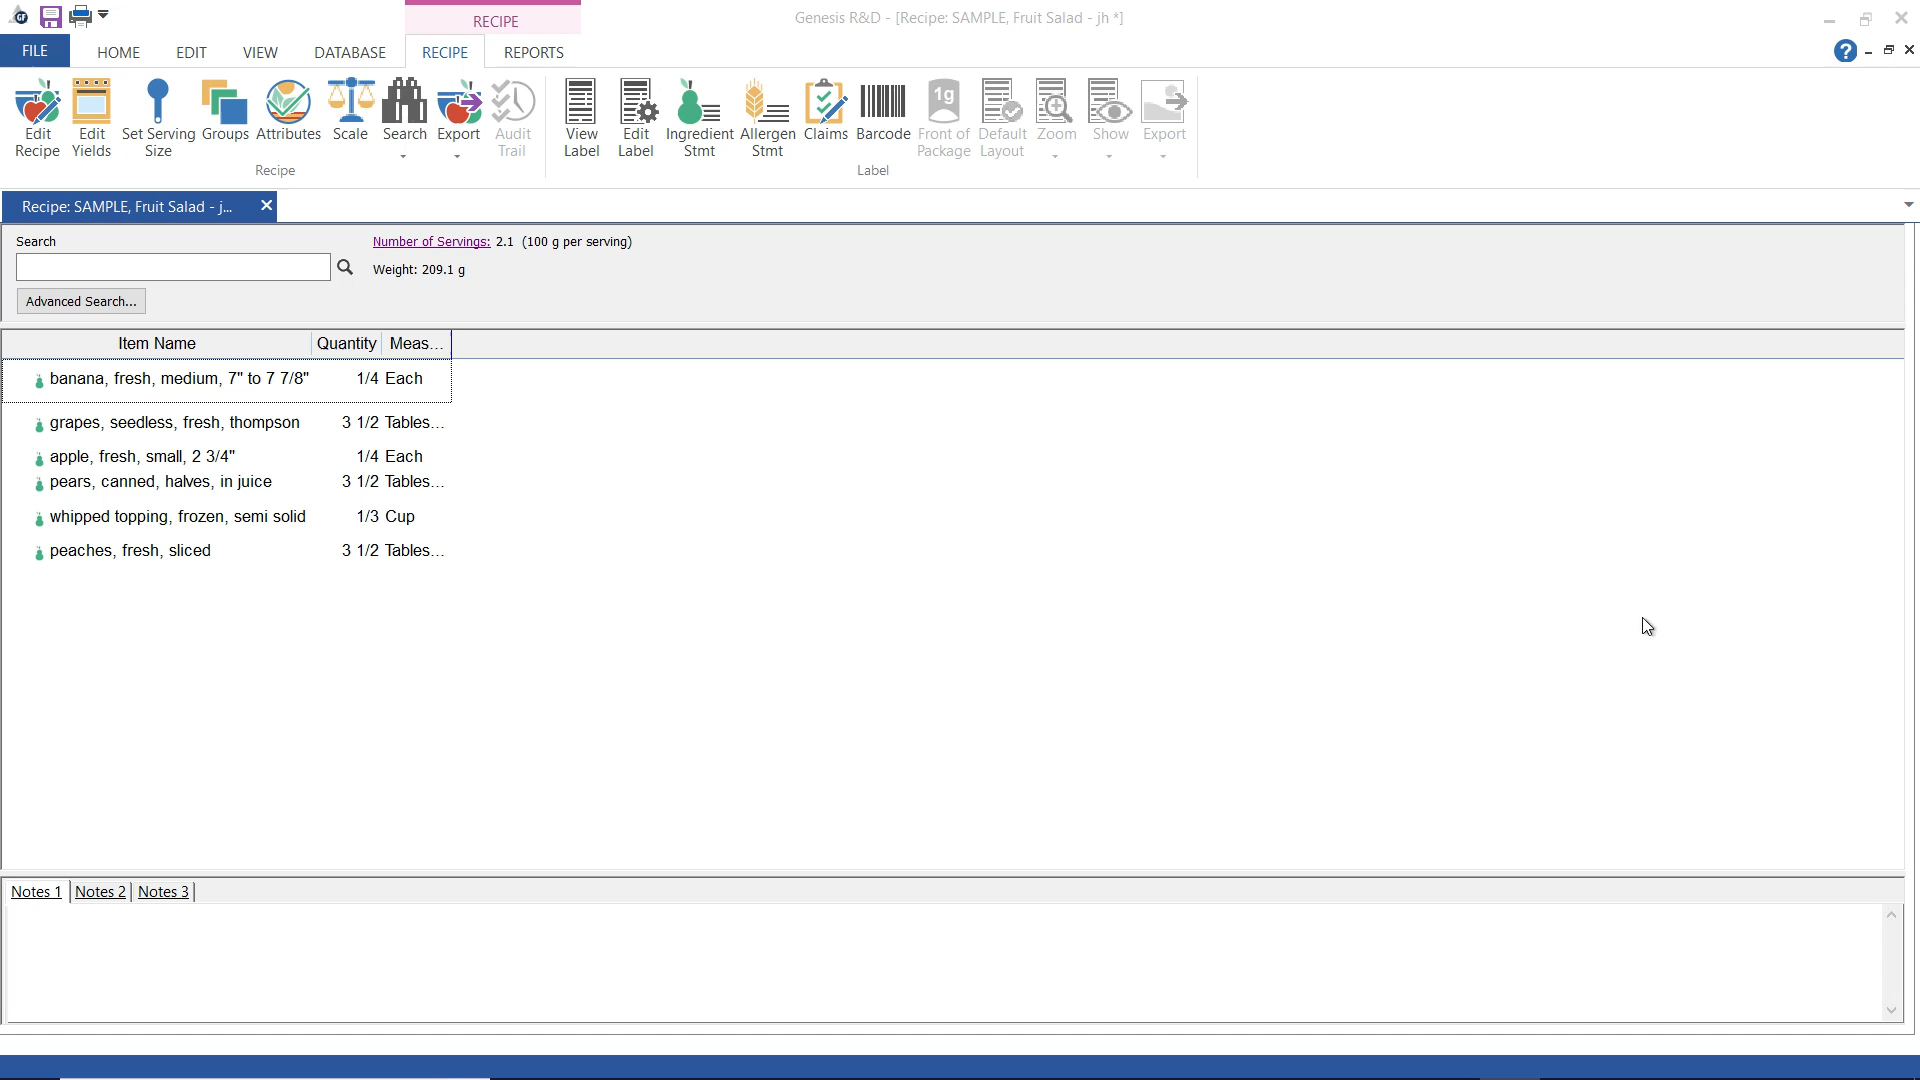 RECIPE
Genesis R&D - [Recipe: SAMPLE, Fruit Salad - jh *]
FILE HOME EDIT VIEW DATABASE RECIPE REPORTS
Edit Recipe
Edit Yields
Set Serving Size
Groups
Attributes
Scale
Search
Export
Audit Trail
View Label
Edit Label
Ingredient Stmt
Allergen Stmt
Claims
Barcode
1g
Front of Package
Default Layout
Zoom
Show
Export
Recipe
Label
Recipe: SAMPLE, Fruit Salad - j...
Search
Number of Servings: 2.1 (100 g per serving)
Weight: 209.1 g
Advanced Search...
Item Name Quantity Meas...
banana, fresh, medium, 7" to 7 7/8" 1/4 Each
grapes, seedless, fresh, thompson 3 1/2 Tables...
apple, fresh, small, 2 3/4" 1/4 Each
pears, canned, halves, in juice 3 1/2 Tables...
whipped topping, frozen, semi solid 1/3 Cup
peaches, fresh, sliced 3 1/2 Tables...
Notes 1 Notes 2 Notes 3